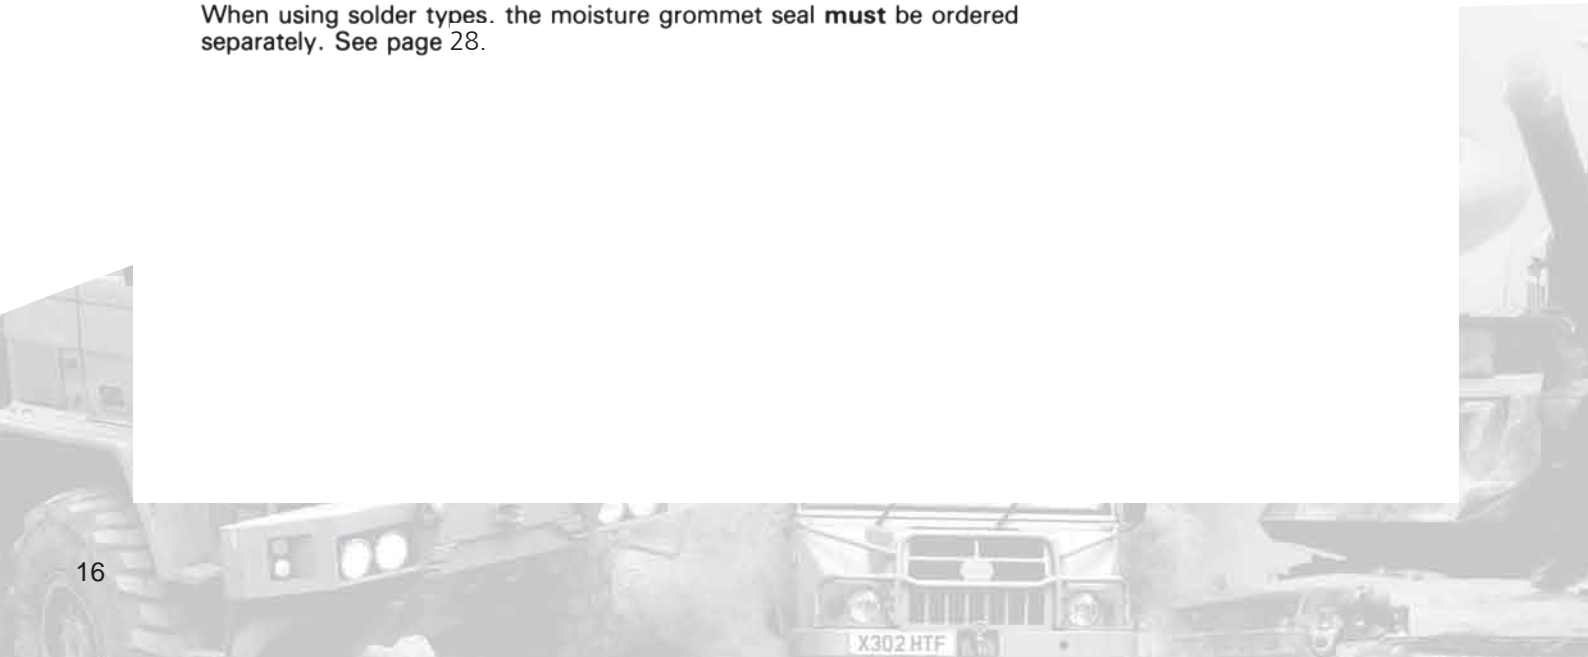 When using solder types. the moisture grommet seal must be ordered
separately. See page 28.
16
X302 HTF